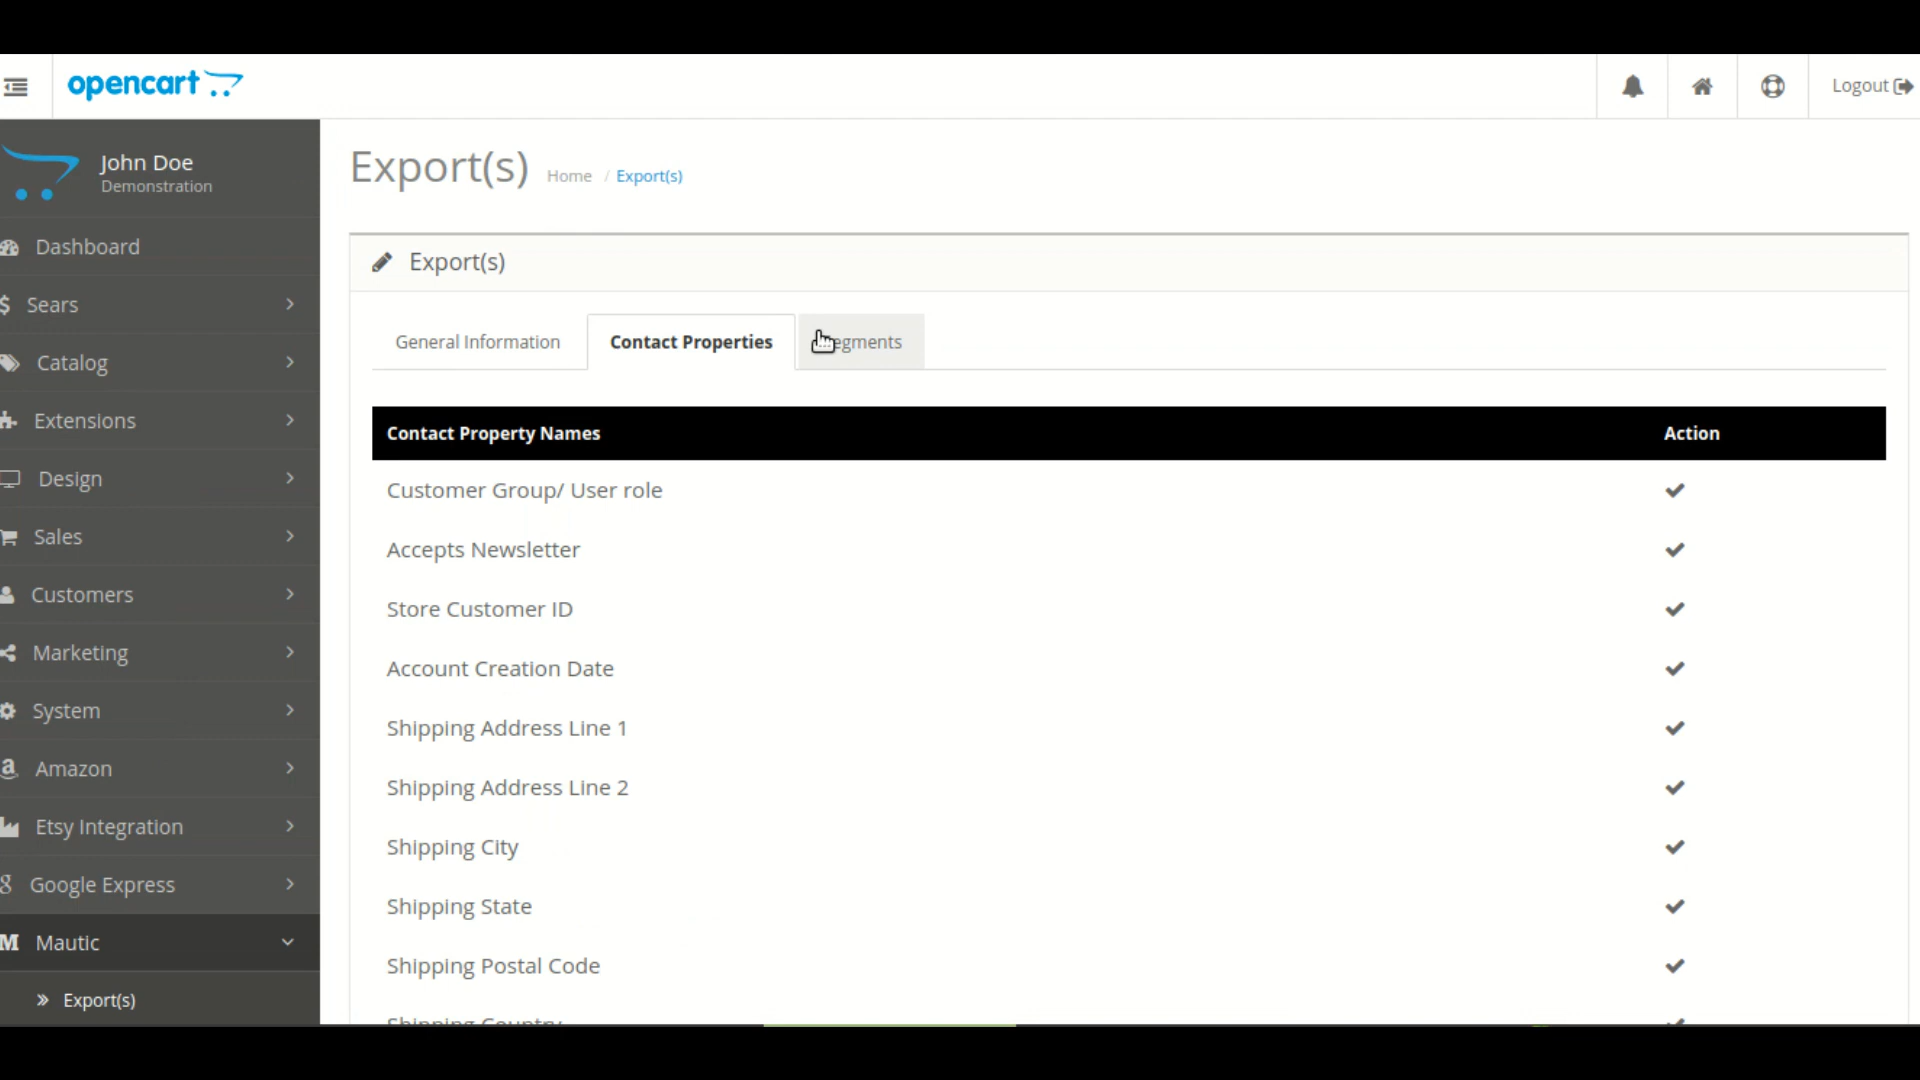 opencart
Logout
John Doe
Demonstration
Dashboard
Sears
Catalog
Extensions
Design
Sales
Customers
Marketing
System
Amazon
Etsy Integration
Google Express
Mautic
Export(s)
Export(s)
Home / Export(s)
Export(s)
General Information
Contact Properties
egments
Contact Property Names Action
Customer Group/ User role
Accepts Newsletter
Store Customer ID
Account Creation Date
Shipping Address Line 1
Shipping Address Line 2
Shipping City
Shipping State
Shipping Postal Code
Shipping Country